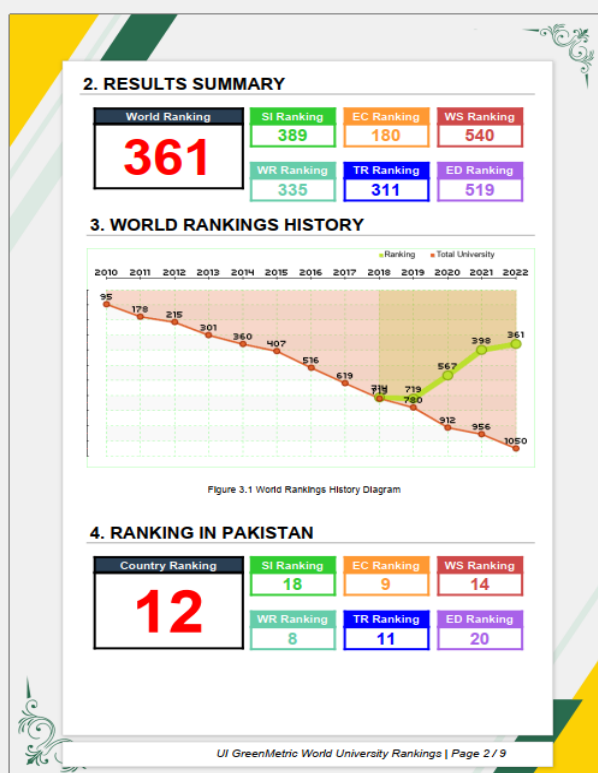 2. RESULTS SUMMARY
World Ranking
361
SI Ranking EC Ranking WS Ranking
389 180 540
WR Ranking TR Ranking ED Ranking
335 311 519
3. WORLD RANKINGS HISTORY
Ranking Total University
2010 2011 2012 2013 2014 2015 2016 2017 2018 2019 2020 2021 2022
95
178
215
301
360
407
516
619
719
780
912
956
1050
719
567
398
361
Figure 3.1 World Rankings History Diagram
4. RANKING IN PAKISTAN
Country Ranking
12
SI Ranking EC Ranking WS Ranking
18 9 14
WR Ranking TR Ranking ED Ranking
8 11 20
UI GreenMetric World University Rankings | Page 2 / 9